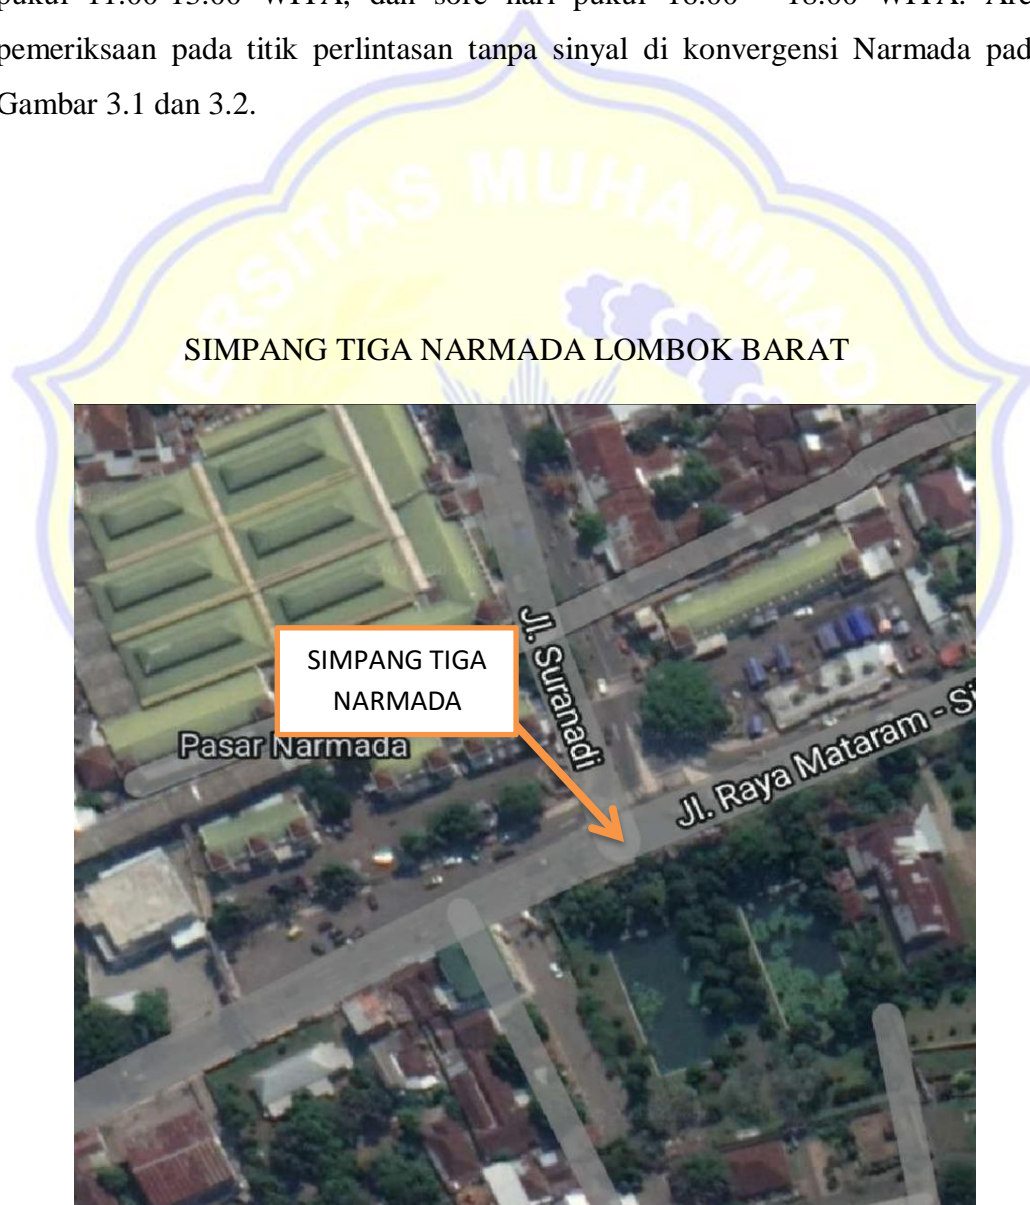 pukul 11.00-13.00 WITA, dan sore hari pukul 16.00 - 18.00 WITA.
pemeriksaan pada titik perlintasan tanpa sinyal di konvergensi Narmada
Gambar 3.1 dan 3.2.
SITAS MUHAMMAD
SIMPANG TIGA NARMADA LOMBOK BARAT
Jl. Suranadi
SIMPANG TIGA
NARMADA
Pasar Narmada
Jl. Raya Mataram - Si